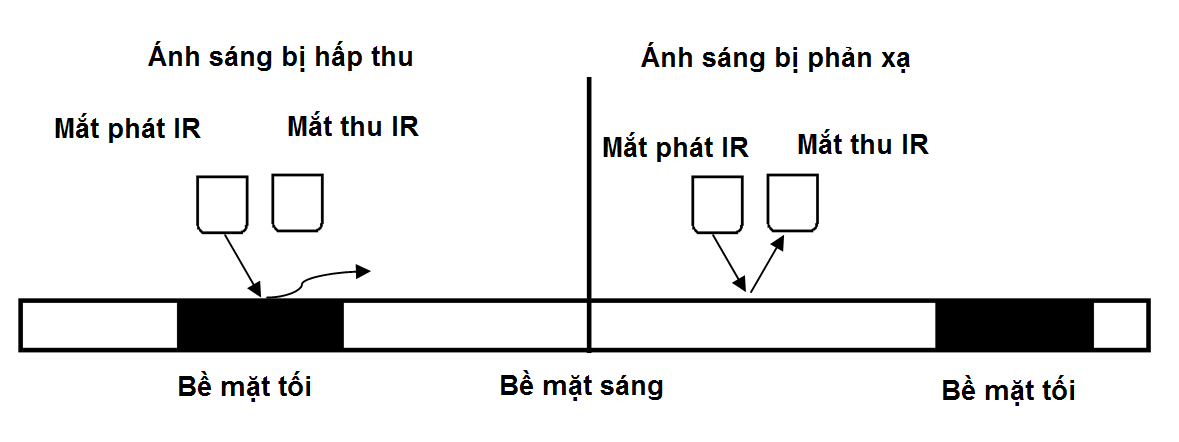 Ánh sáng bị hấp thu
Ánh sáng bị phản xạ
Mắt phát IR
Mắt thu IR
Mắt phát IR
Mắt thu IR
Bề mặt tối
Bề mặt sáng
Bề mặt tối